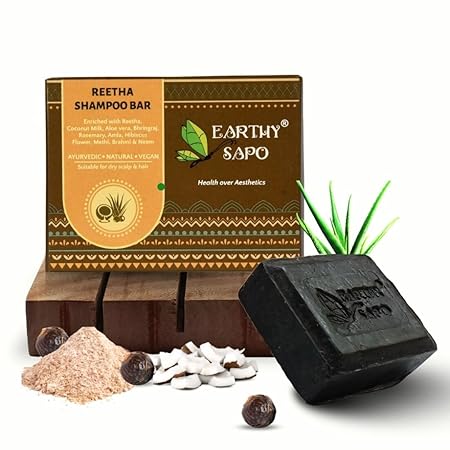 REETHA
SHAMPOO BAR
Enriched with Reetha,
Coconut Milk, Aloe vera, Bhringraj,
Rosemary, Amla, Hibiscus
Flower, Methi, Brahmi & Neem
AYURVEDIC • NATURAL • VEGAN
Suitable for dry scalp & hair
EARTHY®
SAPO
Health over Aesthetics
EARTHY
SAPO